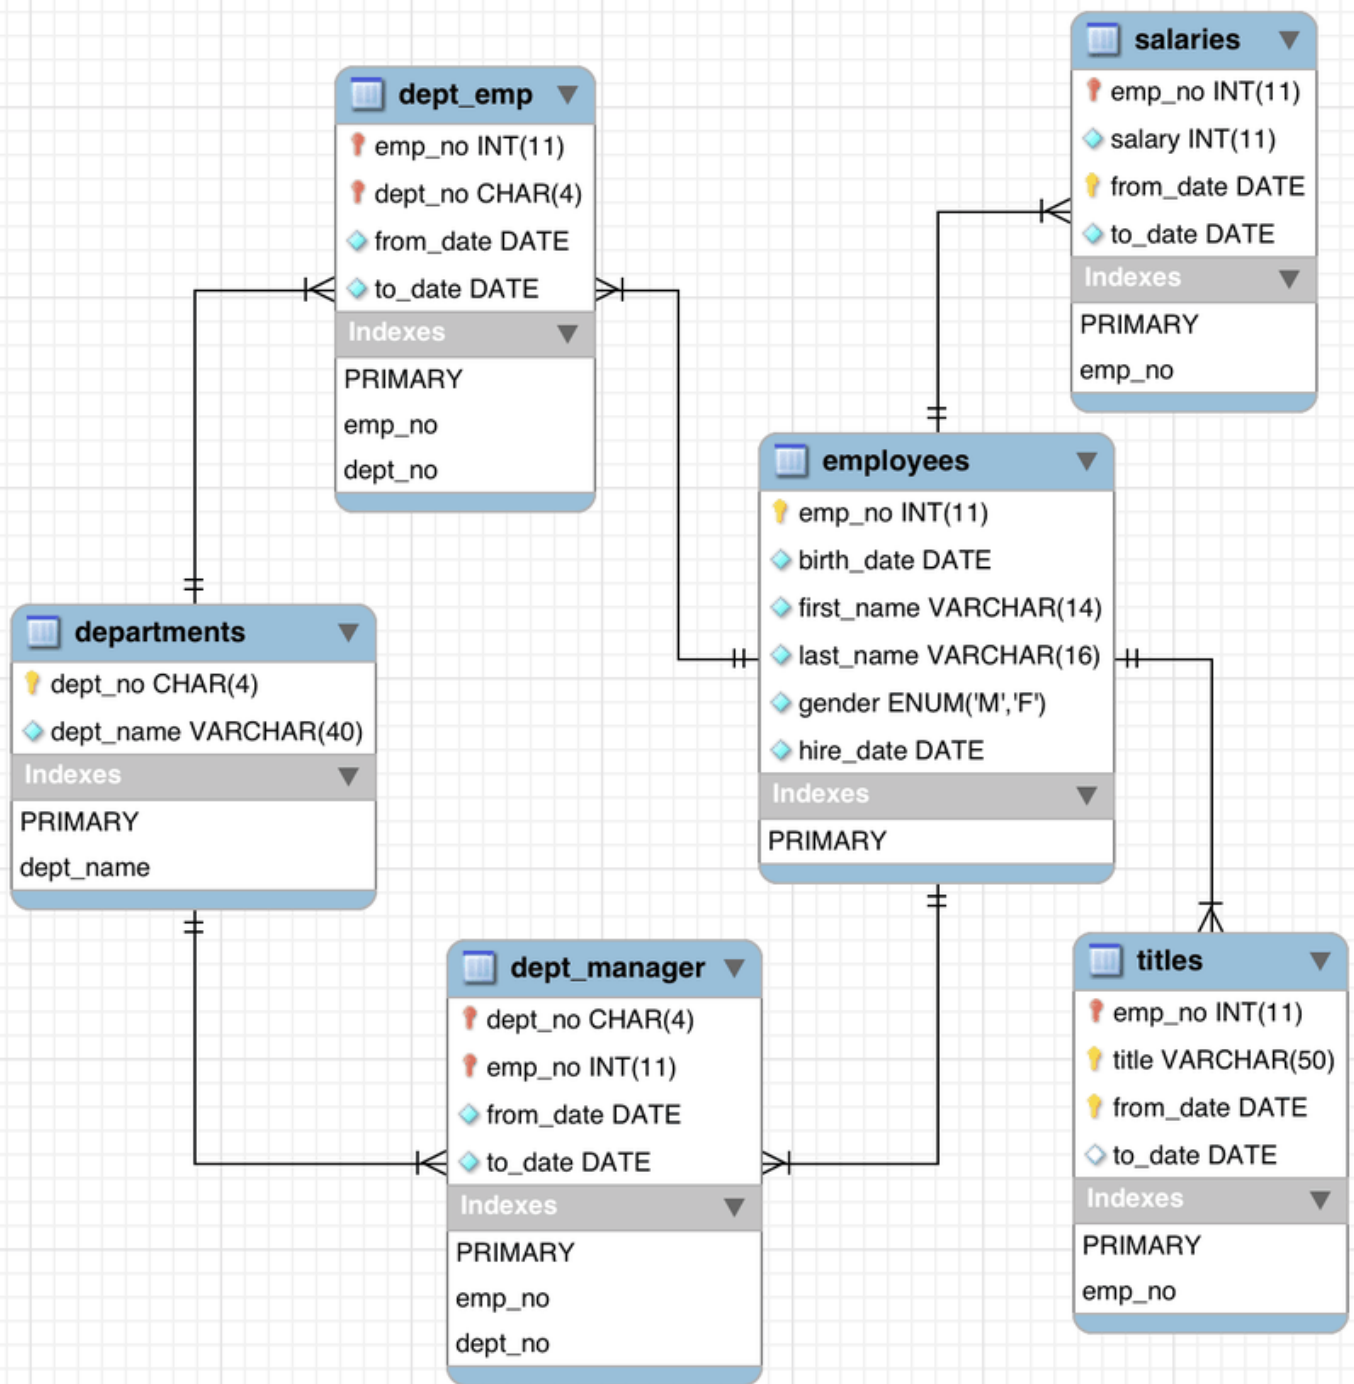 salaries
emp_no INT(11)
salary INT(11)
from_date DATE
to_date DATE
Indexes
PRIMARY
emp_no
dept_emp
emp_no INT(11)
dept_no CHAR(4)
from_date DATE
to_date DATE
Indexes
PRIMARY
emp_no
dept_no
employees
emp_no INT(11)
birth_date DATE
first_name VARCHAR(14)
last_name VARCHAR(16)
gender ENUM('M','F')
hire_date DATE
Indexes
PRIMARY
departments
dept_no CHAR(4)
dept_name VARCHAR(40)
Indexes
PRIMARY
dept_name
dept_manager
dept_no CHAR(4)
emp_no INT(11)
from_date DATE
to_date DATE
Indexes
PRIMARY
emp_no
dept_no
titles
emp_no INT(11)
title VARCHAR(50)
from_date DATE
to_date DATE
Indexes
PRIMARY
emp_no